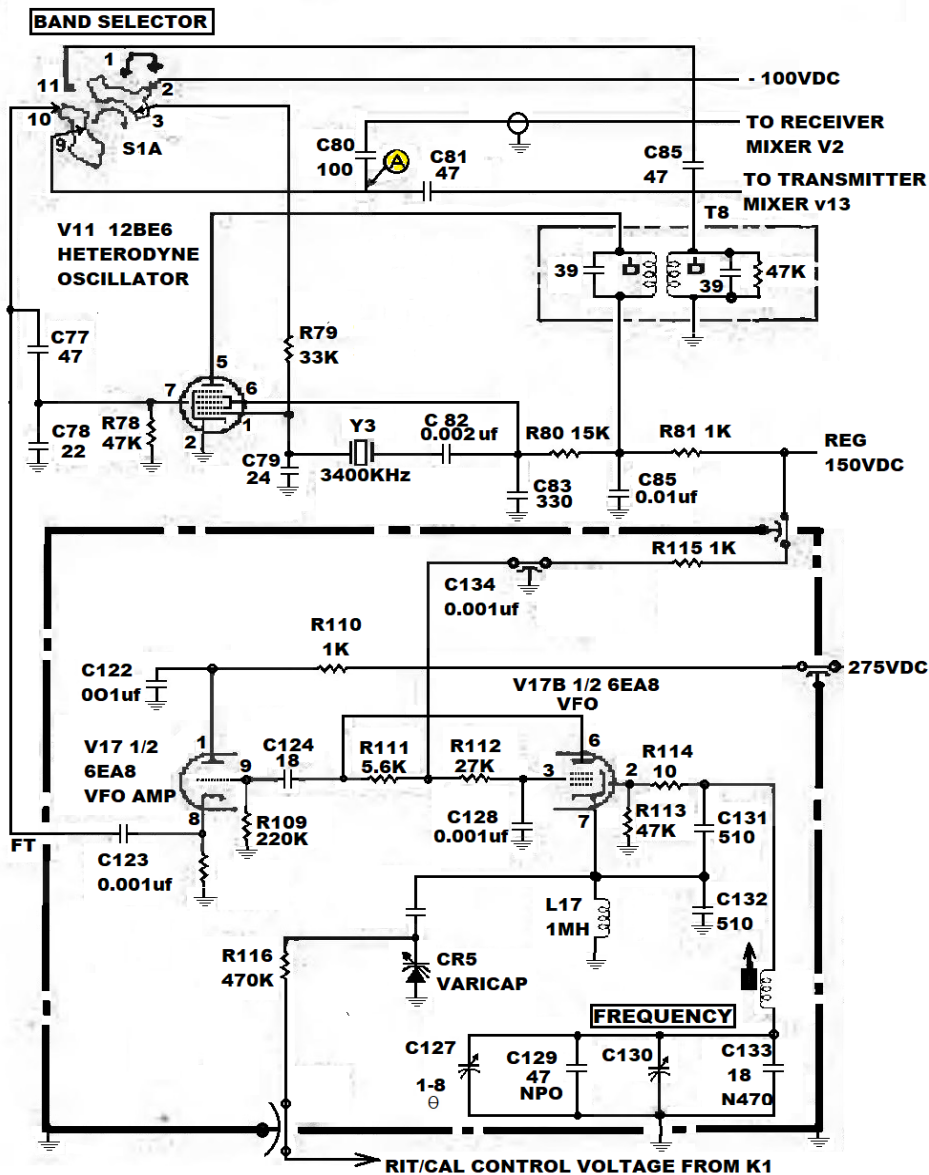 BAND SELECTOR
1
11
2
- 100VDC
10
3
9
S1A
C80
100
A
C81
47
C85
47
TO RECEIVER
MIXER V2
TO TRANSMITTER
MIXER v13
T8
V11 12BE6
HETERODYNE
OSCILLATOR
39
39
47K
C77
47
R79
33K
5
7
6
1
2
C78
22
R78
47K
C79
24
Y3
3400KHz
C 82
0.002 uf
R80 15K
R81 1K
REG
150VDC
C83
330
C85
0.01uf
R115 1K
C134
0.001uf
R110
1K
C122
0O1uf
275VDC
V17B 1/2 6EA8
VFO
V17 1/2
6EA8
VFO AMP
1
9
8
C124
18
R111
5.6K
R112
27K
6
3
2
7
R114
10
R109
220K
C128
0.001uf
R113
47K
C131
510
FT
C123
0.001uf
L17
1MH
C132
510
R116
470K
CR5
VARICAP
FREQUENCY
C127
1-8
θ
C129
47
NPO
C130
C133
18
N470
RIT/CAL CONTROL VOLTAGE FROM K1